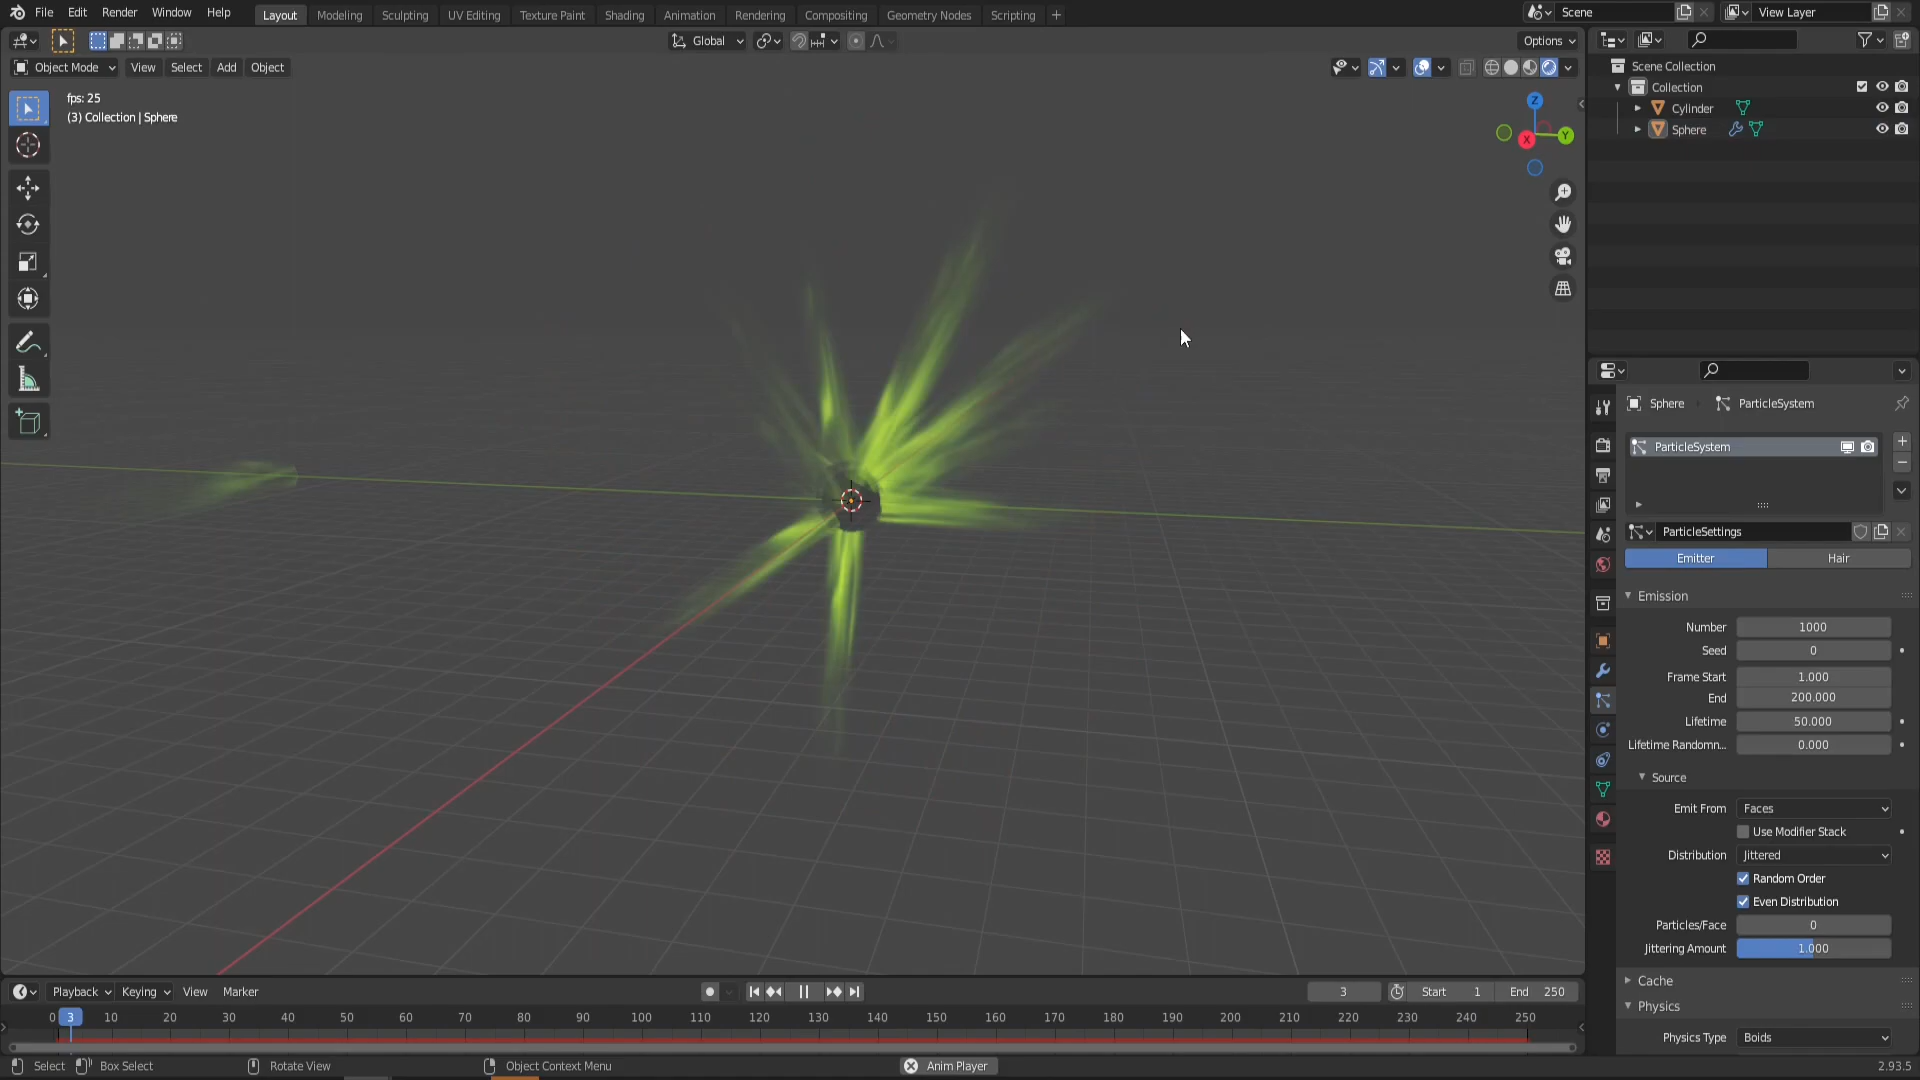 File Edit Render Window Help Layout Modeling Sculpting UV Editing Texture Paint Shading Animation Rendering Compositing Geometry Nodes Scripting + Scene View Layer
Global Options
Object Mode View Select Add Object
fps: 25
(3) Collection | Sphere
Z
Y
X
Scene Collection
Collection
Cylinder
Sphere
Sphere ParticleSystem
ParticleSystem
ParticleSettings
Emitter Hair
Emission
Number 1000
Seed 0
Frame Start 1.000
End 200.000
Lifetime 50.000
Lifetime Randomn... 0.000
Source
Emit From Faces
Use Modifier Stack
Distribution Jittered
Random Order
Even Distribution
Particles/Face 0
Jittering Amount 1.000
Cache
Physics
Physics Type Boids
Playback Keying View Marker 3 Start 1 End 250
0 3 10 20 30 40 50 60 70 80 90 100 110 120 130 140 150 160 170 180 190 200 210 220 230 240 250
Select Box Select Rotate View Object Context Menu Anim Player 2.93.5